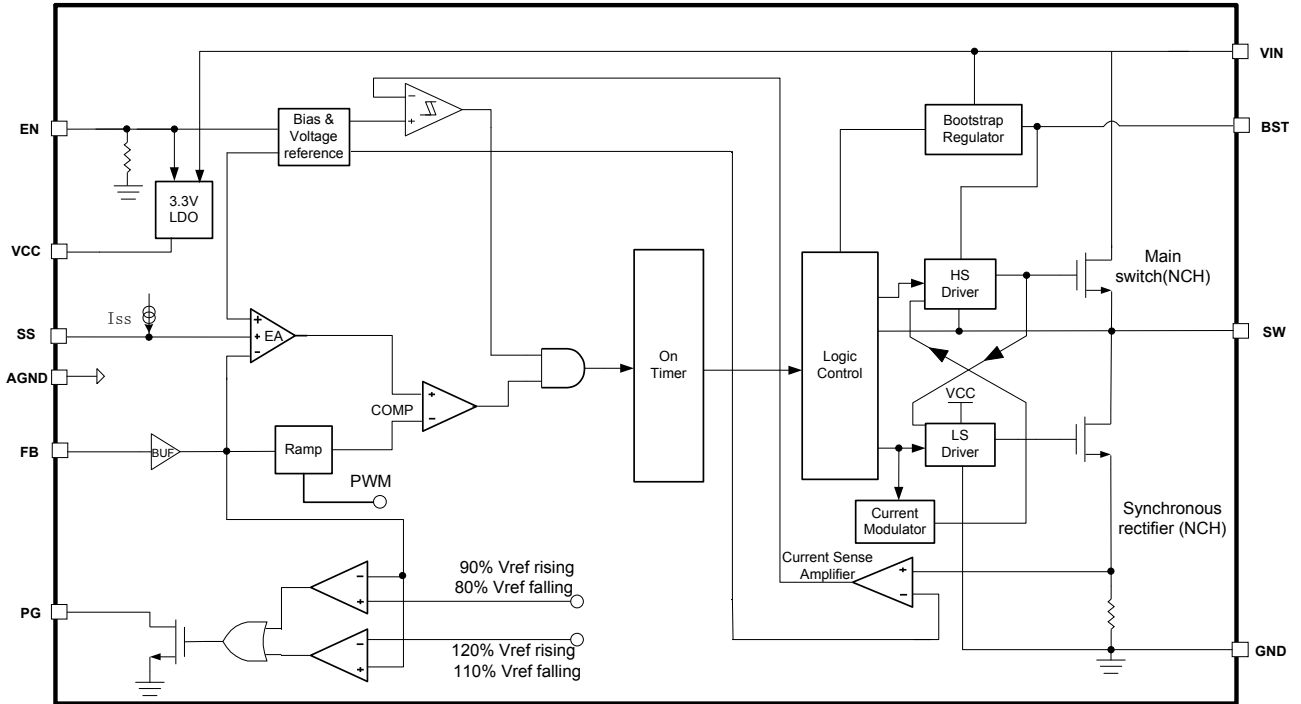 VIN
EN
Bias &
Voltage
reference
−
+
Bootstrap
Regulator
BST
3.3V
LDO
VCC
Iss
SS
+
+
−
EA
AGND
On
Timer
Logic
Control
HS
Driver
Main
switch(NCH)
SW
COMP
+
−
VCC
LS
Driver
FB
BUF
Ramp
PWM
Current
Modulator
Synchronous
rectifier (NCH)
Current Sense
Amplifier
+
−
PG
−
+
90% Vref rising
80% Vref falling
−
+
120% Vref rising
110% Vref falling
GND